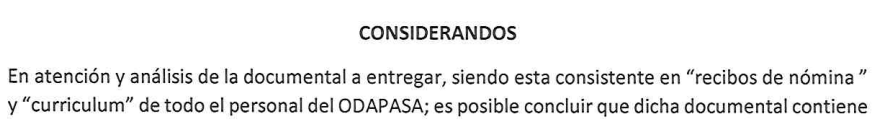 CONSIDERANDOS
En atención y análisis de la documental a entregar, siendo esta consistente en “recibos de nómina ”
y “curriculum” de todo el personal del ODAPASA; es posible concluir que dicha documental contiene